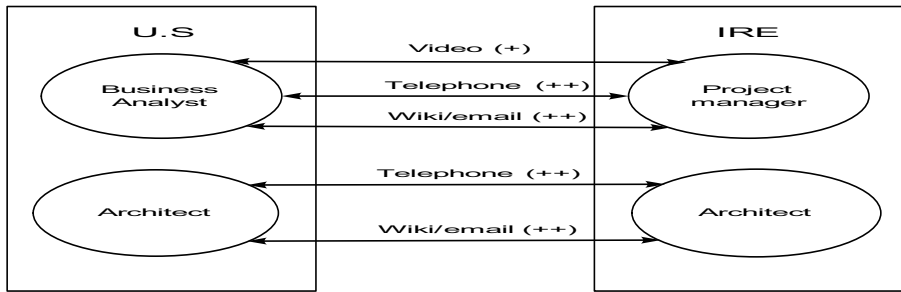 U.S
IRE
Video (+)
Business
Analyst
Telephone (++)
Project
manager
Wiki/email (++)
Telephone (++)
Architect
Architect
Wiki/email (++)